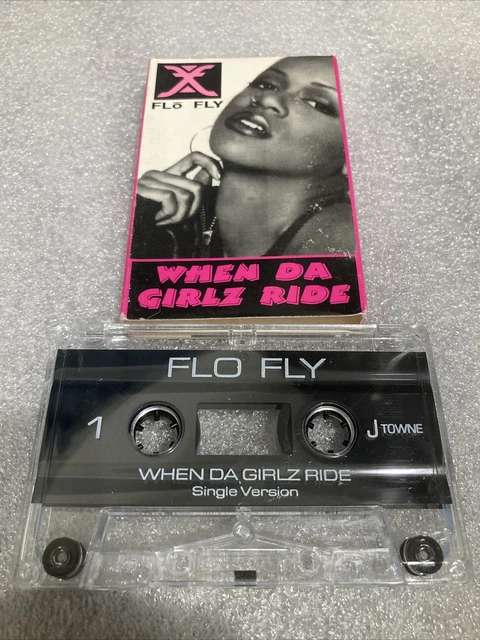 FLō FLY
WHEN DA
GIRLZ RIDE
FLO FLY
1
J TOWNE
WHEN DA GIRLZ RIDE
Single Version